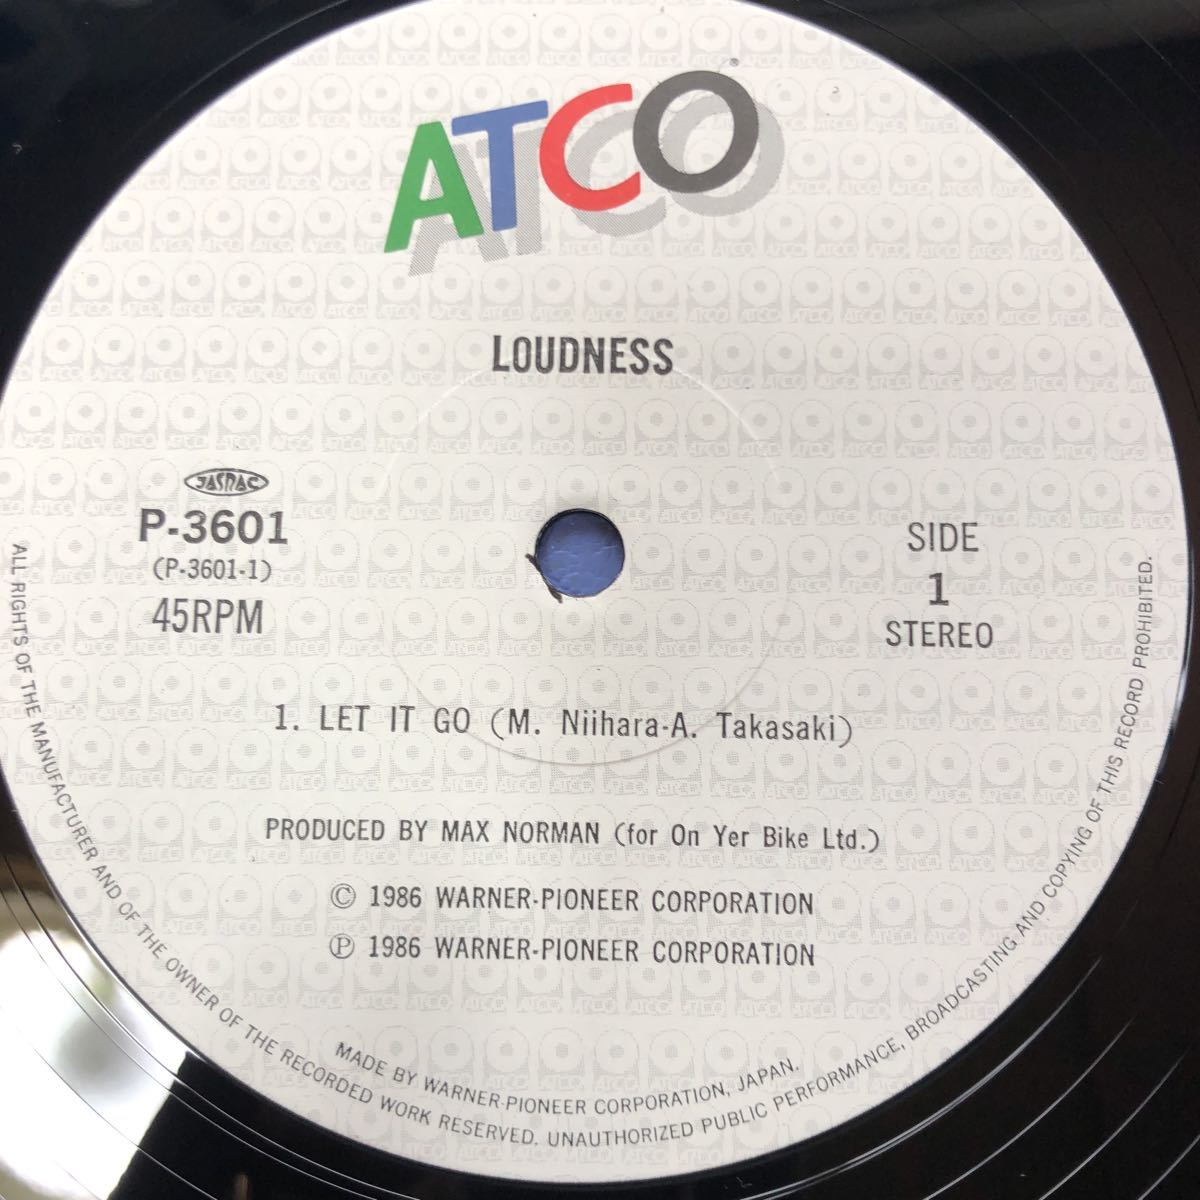 ATCO
LOUDNESS
JASRAC
P-3601
(P-3601-1)
45RPM
SIDE
1
STEREO
1. LET IT GO (M. Niihara-A. Takasaki)
PRODUCED BY MAX NORMAN (for On Yer Bike Ltd.)
© 1986 WARNER-PIONEER CORPORATION
℗ 1986 WARNER-PIONEER CORPORATION
MADE BY WARNER-PIONEER CORPORATION, JAPAN.
ALL RIGHTS OF THE MANUFACTURER AND OF THE OWNER OF THE RECORDED WORK RESERVED. UNAUTHORIZED PUBLIC PERFORMANCE, BROADCASTING AND COPYING OF THIS RECORD PROHIBITED.